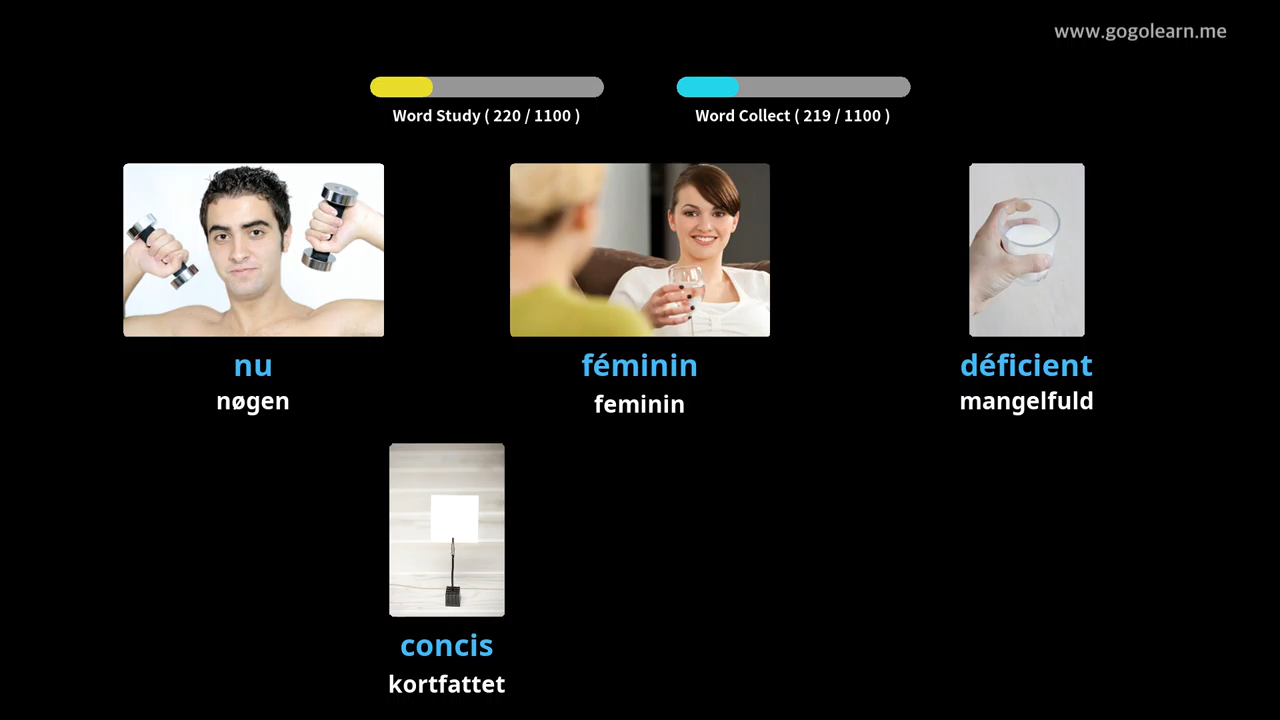 www.gogolearn.me
Word Study ( 220 / 1100 )
Word Collect ( 219 / 1100 )
nu
nøgen
féminin
feminin
déficient
mangelfuld
concis
kortfattet